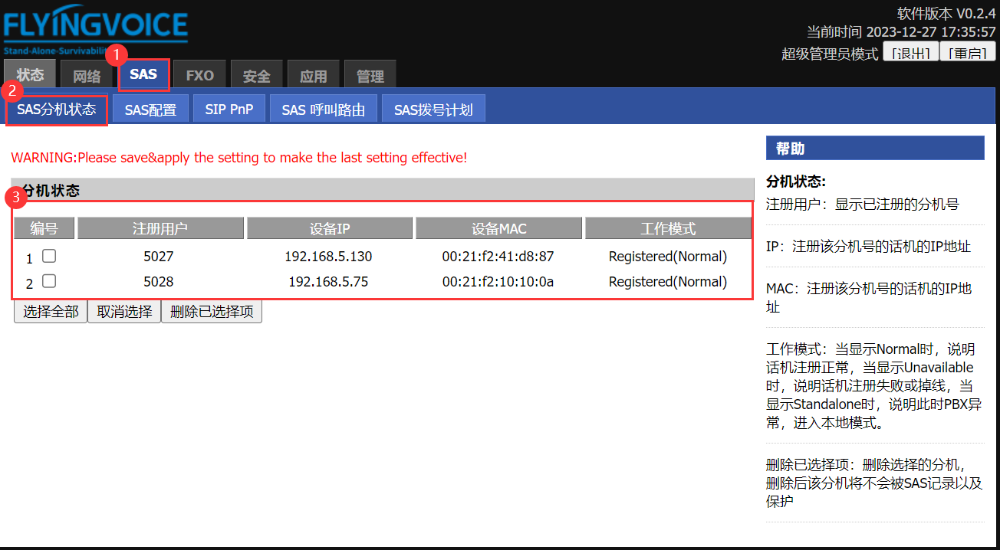 FLYINGVOICE
Stand-Alone-Survivabilit
软件版本 V0.2.4
当前时间 2023-12-27 17:35:57
超级管理员模式 [退出] [重启]
1
状态 网络 SAS FXO 安全 应用 管理
2
SAS分机状态 SAS配置 SIP PnP SAS 呼叫路由 SAS拨号计划
WARNING:Please save&apply the setting to make the last setting effective!
分机状态
3
编号 注册用户 设备IP 设备MAC 工作模式
1 5027 192.168.5.130 00:21:f2:41:d8:87 Registered(Normal)
2 5028 192.168.5.75 00:21:f2:10:10:0a Registered(Normal)
选择全部 取消选择 删除已选择项
帮助
分机状态:
注册用户：显示已注册的分机号
IP：注册该分机号的话机的IP地址
MAC：注册该分机号的话机的IP地
址
工作模式：当显示Normal时，说明
话机注册正常，当显示Unavailable
时，说明话机注册失败或掉线，当
显示Standalone时，说明此时PBX异
常，进入本地模式。
删除已选择项：删除选择的分机，
删除后该分机将不会被SAS记录以及
保护